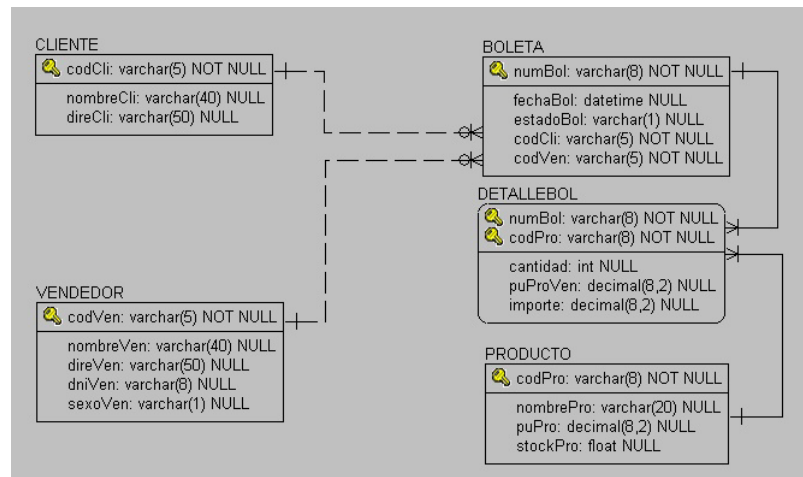 CLIENTE
codCli: varchar(5) NOT NULL
nombreCli: varchar(40) NULL
direCli: varchar(50) NULL
BOLETA
numBol: varchar(8) NOT NULL
fechaBol: datetime NULL
estadoBol: varchar(1) NULL
codCli: varchar(5) NOT NULL
codVen: varchar(5) NOT NULL
DETALLEBOL
numBol: varchar(8) NOT NULL
codPro: varchar(8) NOT NULL
cantidad: int NULL
puProVen: decimal(8,2) NULL
importe: decimal(8,2) NULL
VENDEDOR
codVen: varchar(5) NOT NULL
nombreVen: varchar(40) NULL
direVen: varchar(50) NULL
dniVen: varchar(8) NULL
sexoVen: varchar(1) NULL
PRODUCTO
codPro: varchar(8) NOT NULL
nombrePro: varchar(20) NULL
puPro: decimal(8,2) NULL
stockPro: float NULL